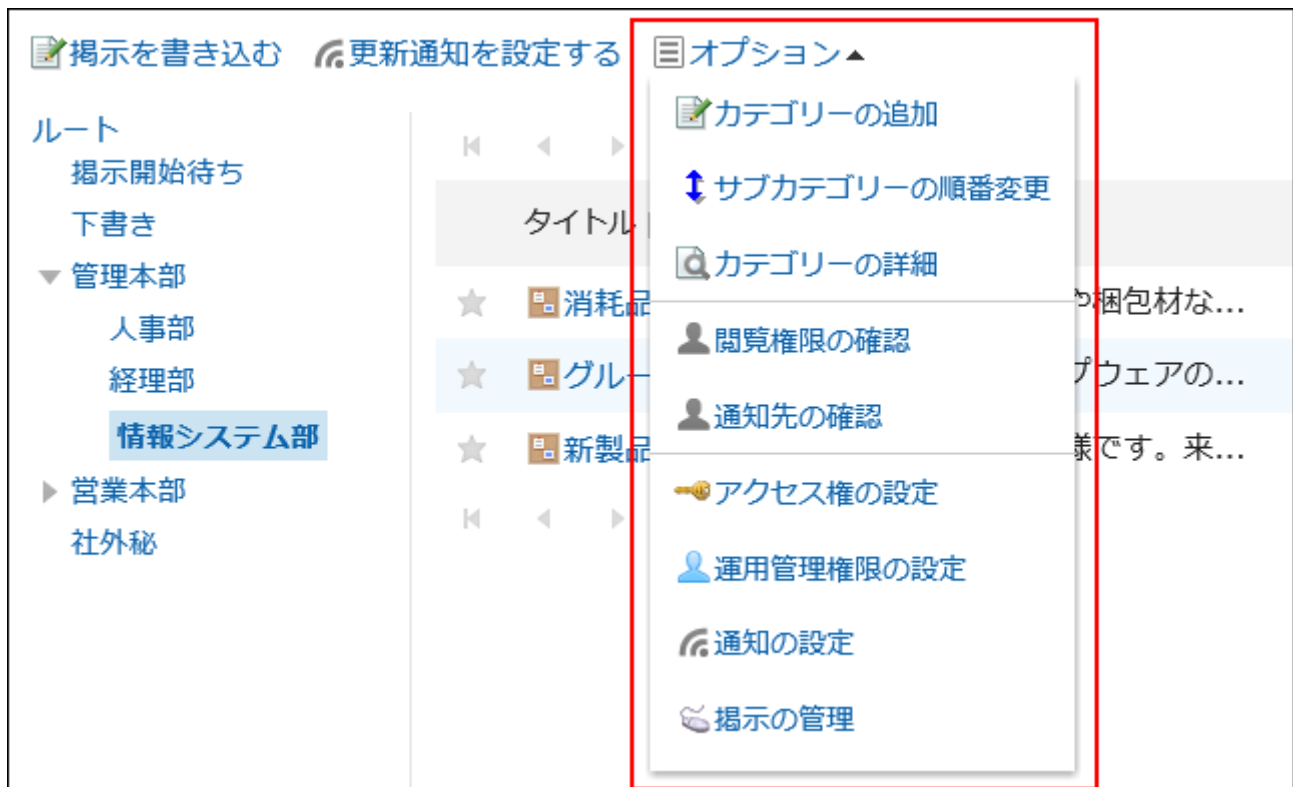 掲示を書き込む 更新通知を設定する オプション▲
ルート
掲示開始待ち
下書き
管理本部
人事部
経理部
情報システム部
営業本部
社外秘
タイトル
消耗品 や梱包材な...
グルー プウェアの...
新製品 様です。来...
カテゴリーの追加
サブカテゴリーの順番変更
カテゴリーの詳細
閲覧権限の確認
通知先の確認
アクセス権の設定
運用管理権限の設定
通知の設定
掲示の管理